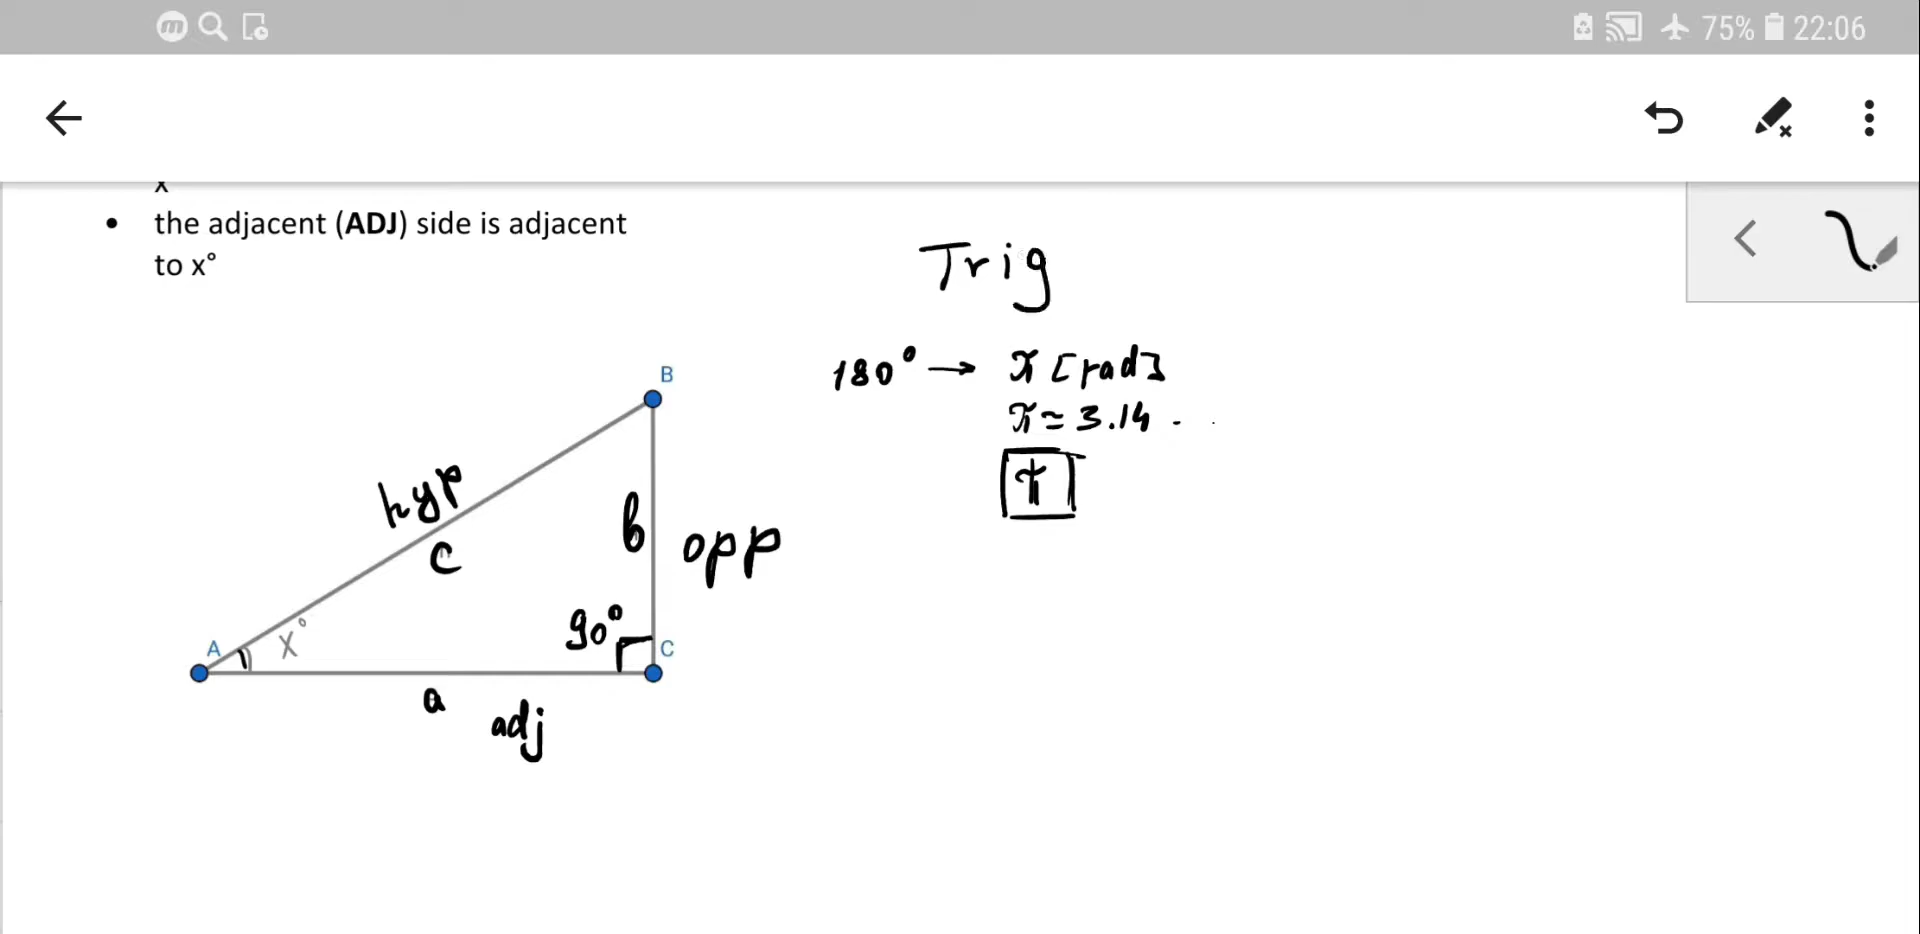 75% 22:06
x
• the adjacent (ADJ) side is adjacent
to x°
Trig
180° → π [rad]
π ≈ 3.14 . .
π
B
hyp
c
b
opp
90°
A
x°
C
a
adj